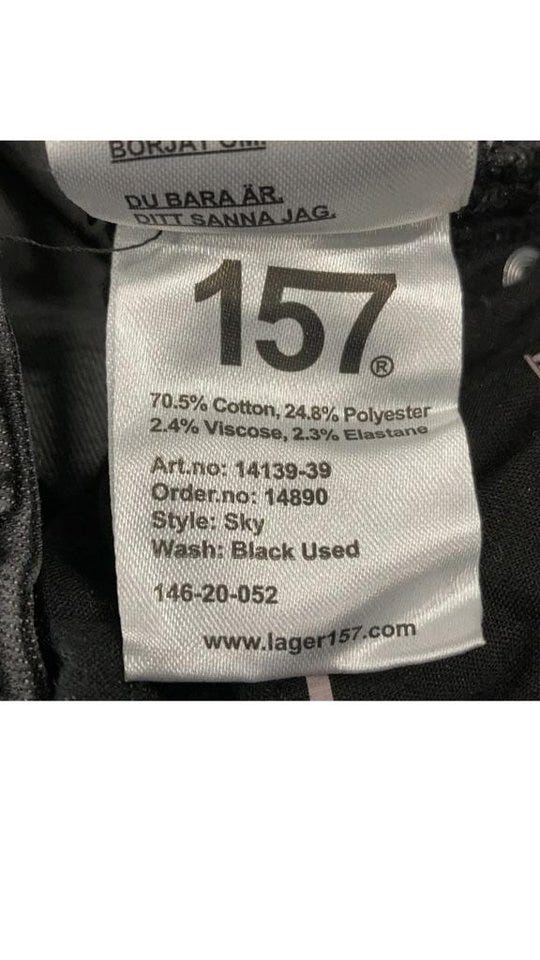 BÖRJAT OM.
DU BARA ÄR.
DITT SANNA JAG.
157®
70.5% Cotton, 24.8% Polyester
2.4% Viscose, 2.3% Elastane
Art.no: 14139-39
Order.no: 14890
Style: Sky
Wash: Black Used
146-20-052
www.lager157.com